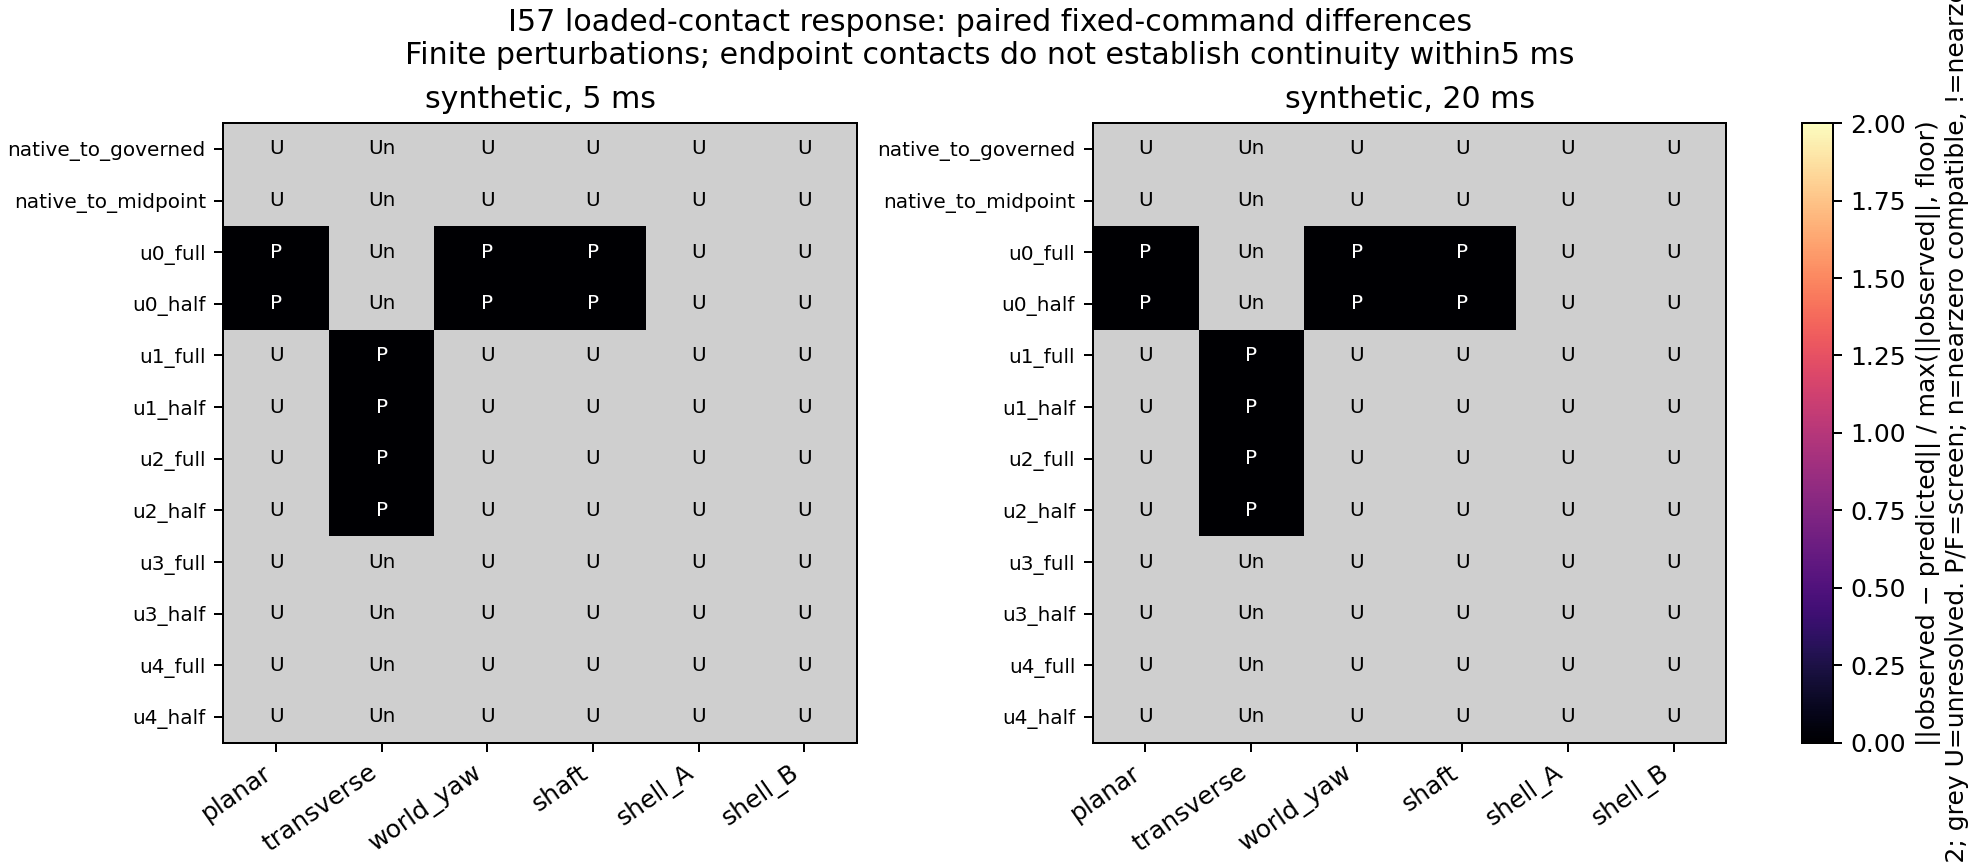 I57 loaded-contact response: paired fixed-command differences
Finite perturbations; endpoint contacts do not establish continuity within5 ms
synthetic, 5 ms
native_to_governed U Un U U U U
native_to_midpoint U Un U U U U
u0_full P Un P P U U
u0_half P Un P P U U
u1_full U P U U U U
u1_half U P U U U U
u2_full U P U U U U
u2_half U P U U U U
u3_full U Un U U U U
u3_half U Un U U U U
u4_full U Un U U U U
u4_half U Un U U U U
planar transverse world_yaw shaft shell_A shell_B
synthetic, 20 ms
native_to_governed U Un U U U U
native_to_midpoint U Un U U U U
u0_full P Un P P U U
u0_half P Un P P U U
u1_full U P U U U U
u1_half U P U U U U
u2_full U P U U U U
u2_half U P U U U U
u3_full U Un U U U U
u3_half U Un U U U U
u4_full U Un U U U U
u4_half U Un U U U U
planar transverse world_yaw shaft shell_A shell_B
2.00
1.75
1.50
1.25
1.00
0.75
0.50
0.25
0.00
||observed − predicted|| / max(||observed||, floor)
2; grey U=unresolved. P/F=screen; n=nearzero compatible, !=nearzero